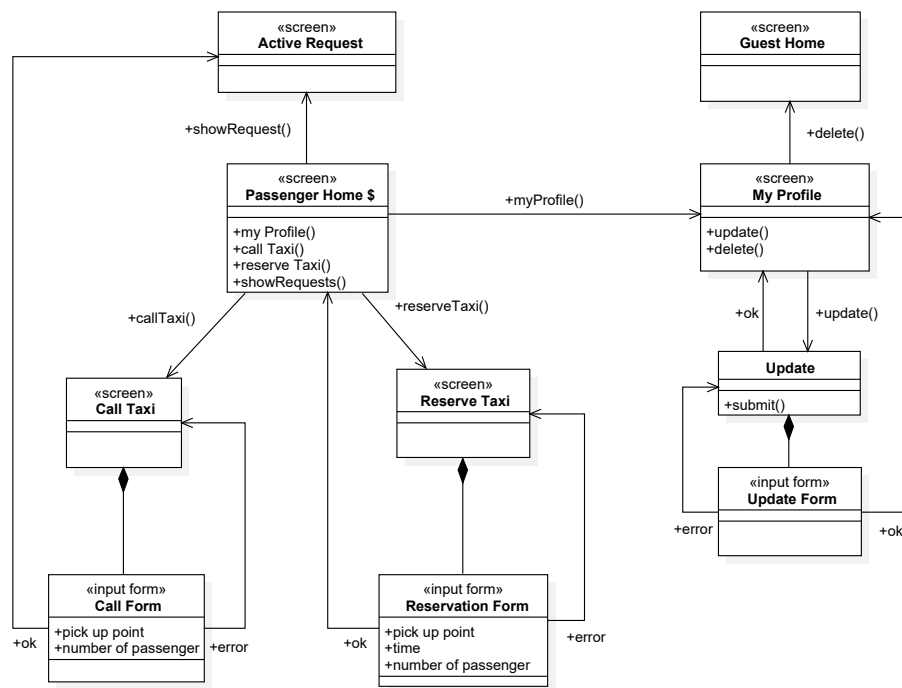 «screen»
Active Request
«screen»
Guest Home
+showRequest()
+delete()
«screen»
Passenger Home $
+my Profile()
+call Taxi()
+reserve Taxi()
+showRequests()
+myProfile()
«screen»
My Profile
+update()
+delete()
+callTaxi()
+reserveTaxi()
+ok
+update()
«screen»
Call Taxi
«screen»
Reserve Taxi
Update
+submit()
«input form»
Update Form
+error
+ok
«input form»
Call Form
+pick up point
+number of passenger
+ok
+error
«input form»
Reservation Form
+pick up point
+time
+number of passenger
+ok
+error